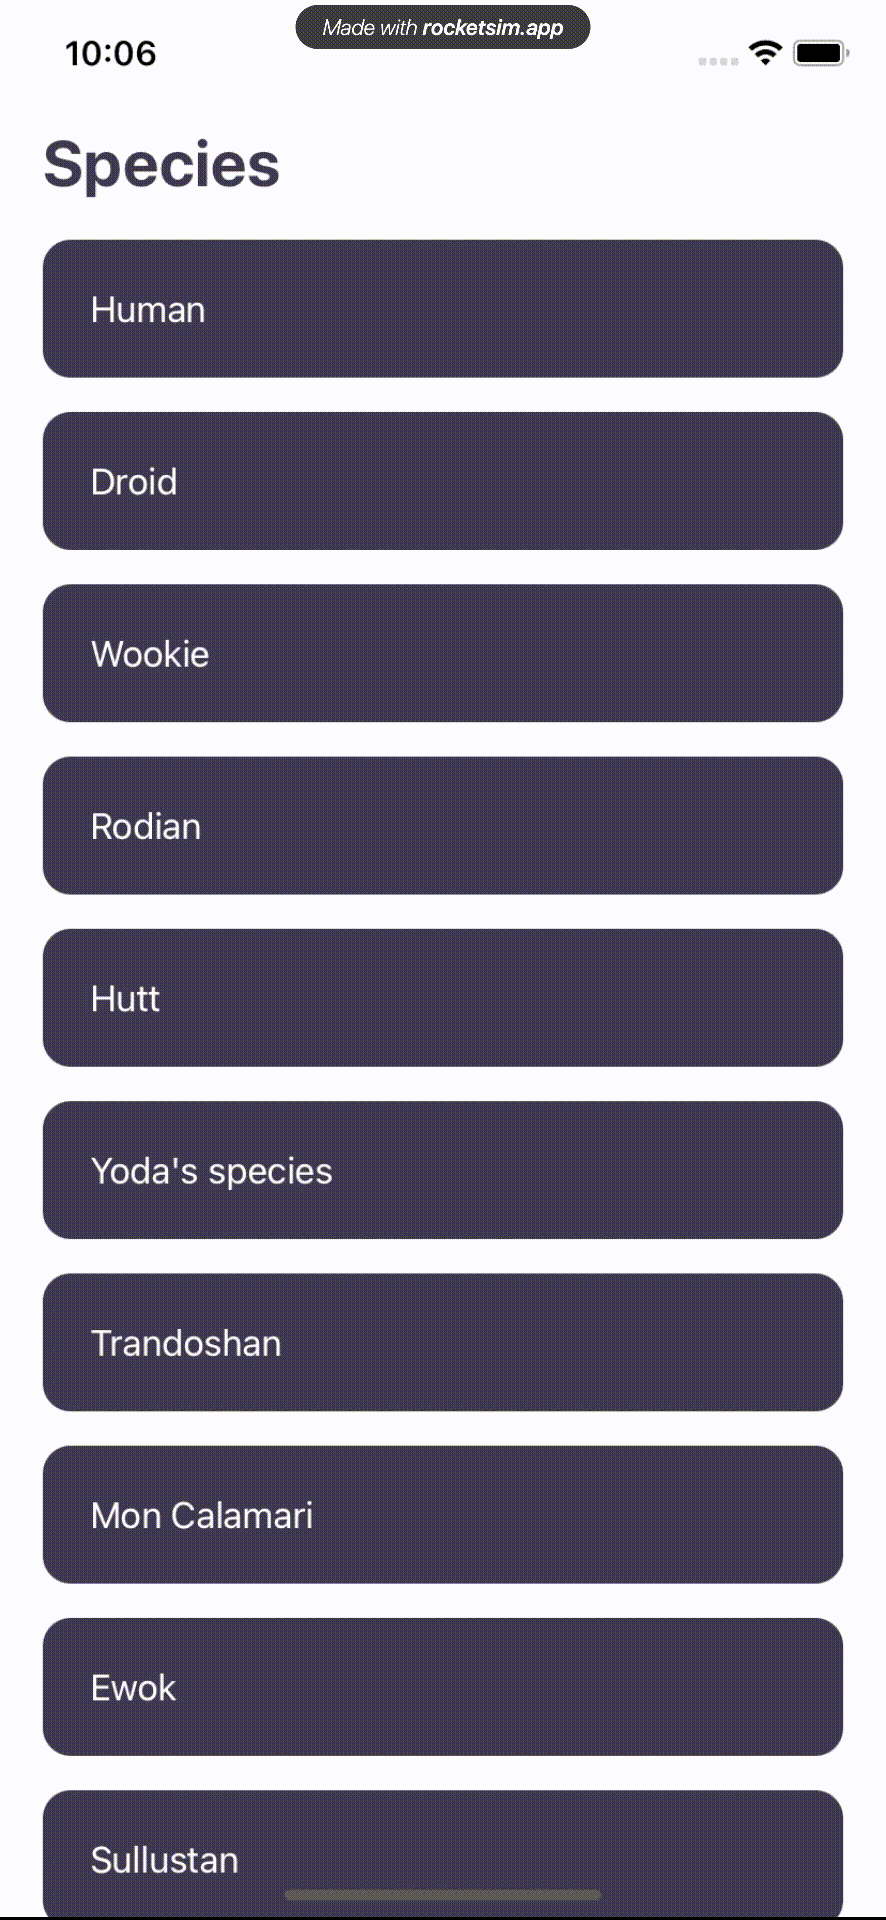 Made with rocketsim.app
10:06
Species
Human
Droid
Wookie
Rodian
Hutt
Yoda's species
Trandoshan
Mon Calamari
Ewok
Sullustan